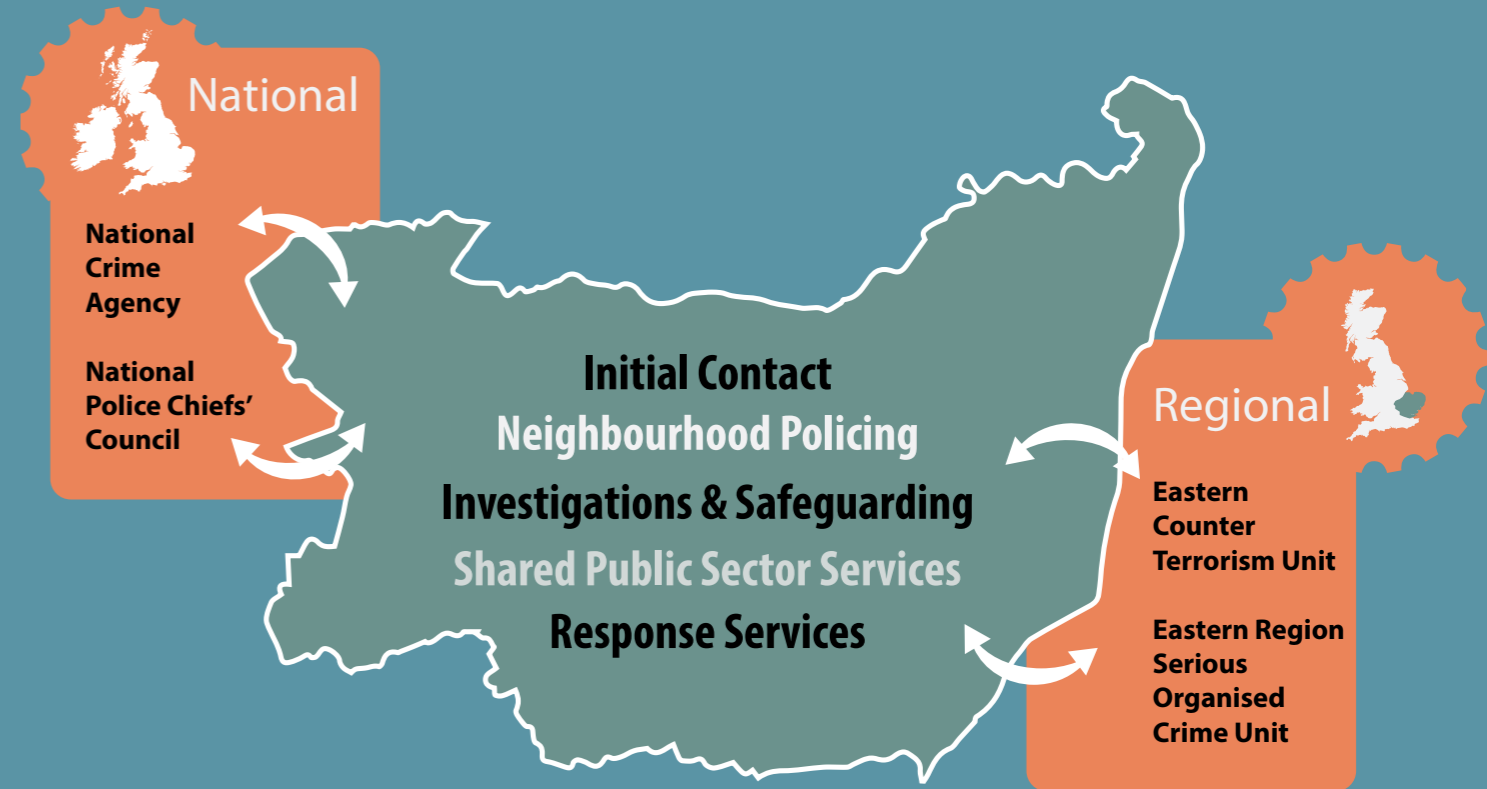 National
National
Crime
Agency
National
Police Chiefs’
Council
Initial Contact
Neighbourhood Policing
Investigations & Safeguarding
Shared Public Sector Services
Response Services
Regional
Eastern
Counter
Terrorism Unit
Eastern Region
Serious
Organised
Crime Unit